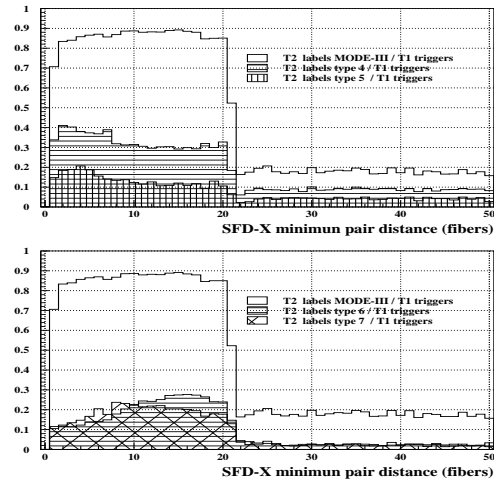 1
0.9
T2 labels MODE-III / T1 triggers
0.8
T2 labels type 4 / T1 triggers
T2 labels type 5 / T1 triggers
0.7
0.6
0.5
0.4
0.3
0.2
0.1
0
0 10 20 30 40 50
SFD-X minimun pair distance (fibers)
1
0.9
0.8
T2 labels MODE-III / T1 triggers
T2 labels type 6 / T1 triggers
0.7
T2 labels type 7 / T1 triggers
0.6
0.5
0.4
0.3
0.2
0.1
0
0 10 20 30 40 50
SFD-X minimun pair distance (fibers)